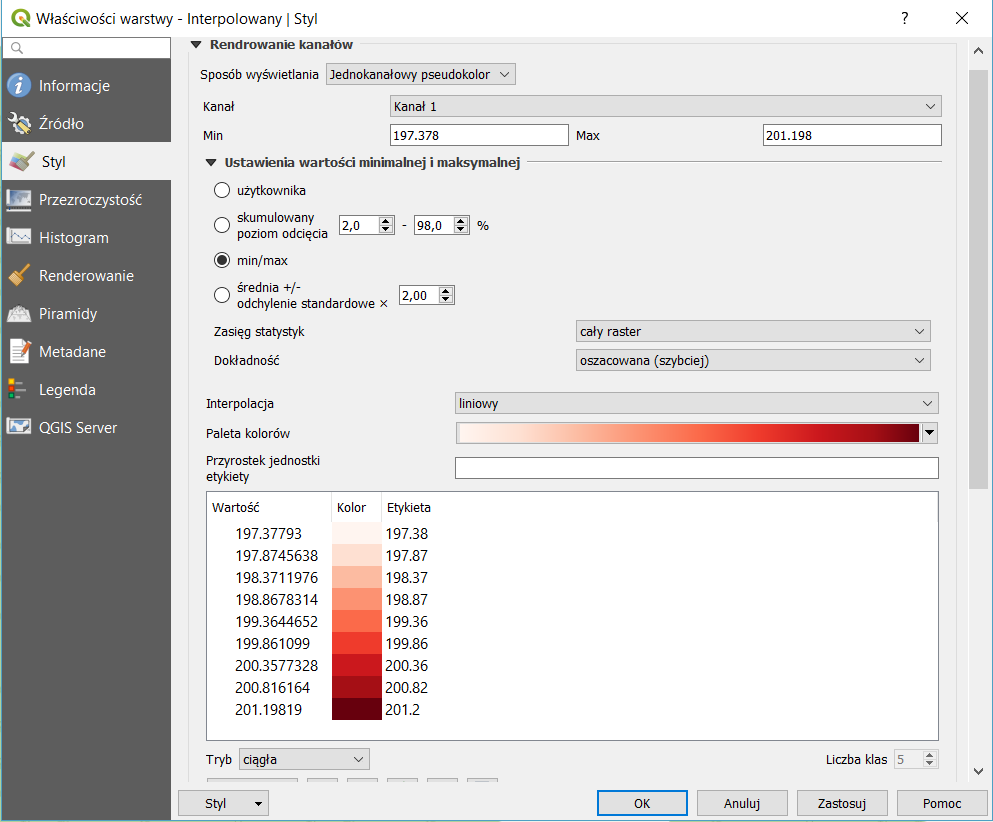 Właściwości warstwy - Interpolowany | Styl
?
Informacje
Źródło
Styl
Przezroczystość
Histogram
Renderowanie
Piramidy
Metadane
Legenda
QGIS Server
Rendrowanie kanałów
Sposób wyświetlania Jednokanałowy pseudokolor
Kanał Kanał 1
Min 197.378 Max 201.198
Ustawienia wartości minimalnej i maksymalnej
użytkownika
skumulowany
poziom odcięcia 2,0 - 98,0 %
min/max
średnia +/-
odchylenie standardowe × 2,00
Zasięg statystyk cały raster
Dokładność oszacowana (szybciej)
Interpolacja liniowy
Paleta kolorów
Przyrostek jednostki
etykiety
Wartość Kolor Etykieta
197.37793 197.38
197.8745638 197.87
198.3711976 198.37
198.8678314 198.87
199.3644652 199.36
199.861099 199.86
200.3577328 200.36
200.816164 200.82
201.19819 201.2
Tryb ciągła Liczba klas 5
Styl OK Anuluj Zastosuj Pomoc